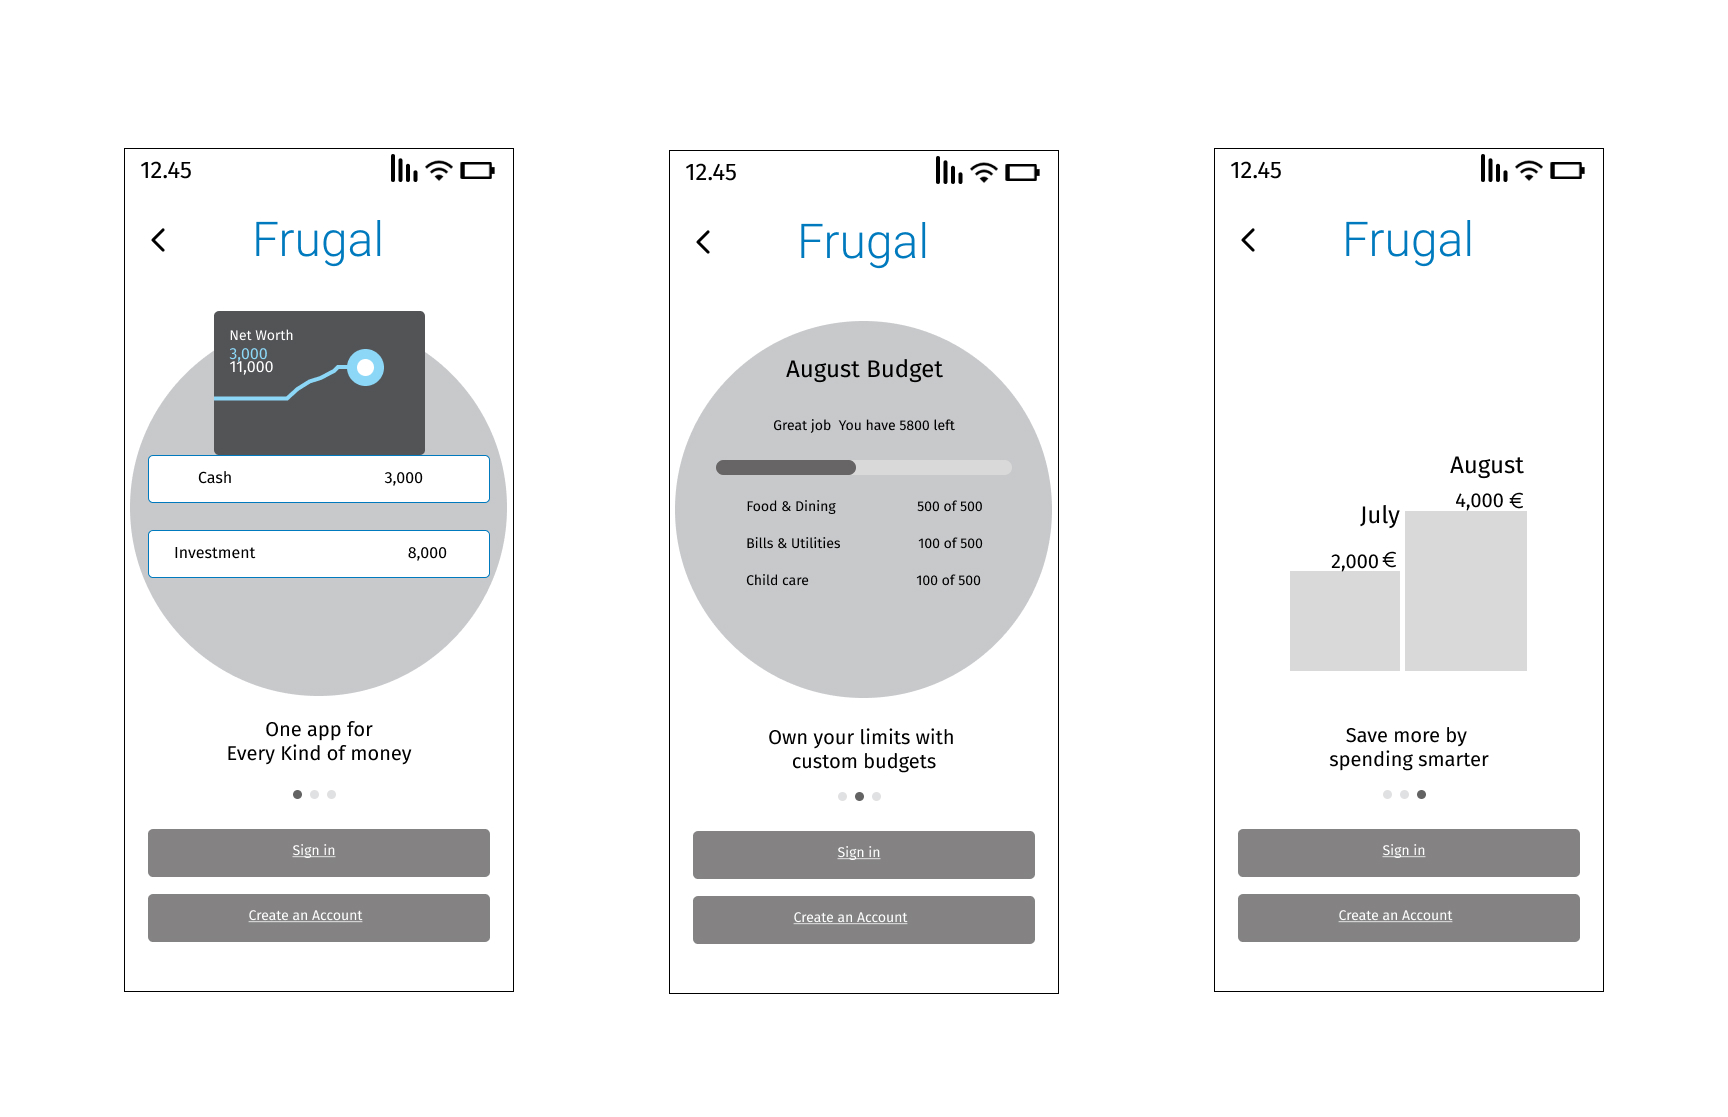 12.45
Frugal
Net Worth
3,000
11,000
Cash 3,000
Investment 8,000
One app for
Every Kind of money
Sign in
Create an Account
12.45
Frugal
August Budget
Great job You have 5800 left
Food & Dining 500 of 500
Bills & Utilities 100 of 500
Child care 100 of 500
Own your limits with
custom budgets
Sign in
Create an Account
12.45
Frugal
August
4,000 €
July
2,000 €
Save more by
spending smarter
Sign in
Create an Account